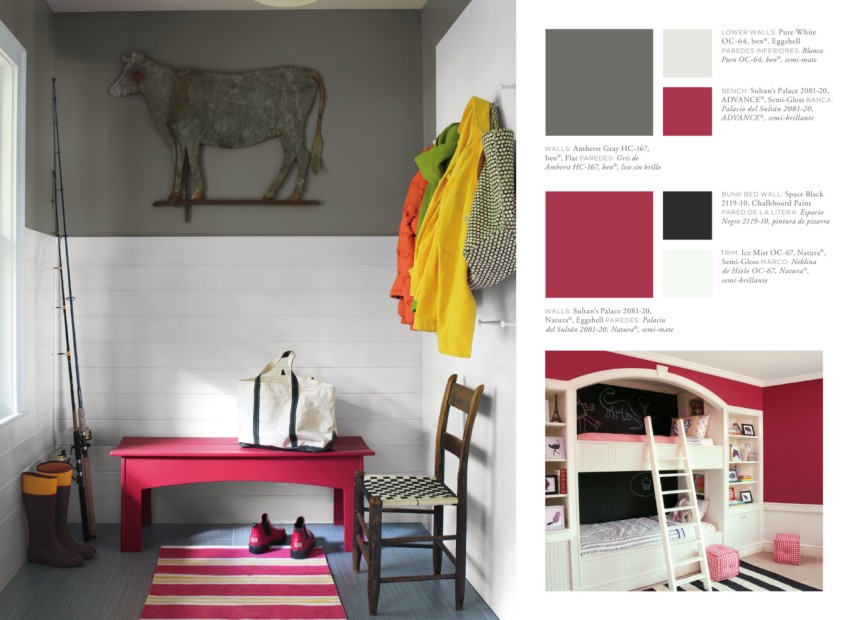 LOWER WALLS: Pure White
OC-64, ben®, Eggshell
PAREDES INFERIORES: Blanco
Puro OC-64, ben®, semi-mate
BENCH: Sultan's Palace 2081-20,
ADVANCE®, Semi-Gloss BANCA:
Palacio del Sultán 2081-20,
ADVANCE®, semi-brillante
WALLS: Amherst Gray HC-167,
ben®, Flat PAREDES: Gris de
Amherst HC-167, ben®, liso sin brillo
BUNK BED WALL: Space Black
2119-10, Chalkboard Paint
PARED DE LA LITERA: Espacio
Negro 2119-10, pintura de pizarra
TRIM: Ice Mist OC-67, Natura®,
Semi-Gloss MARCO: Neblina
de Hielo OC-67, Natura®,
semi-brillante
WALLS: Sultan's Palace 2081-20,
Natura®, Eggshell PAREDES: Palacio
del Sultán 2081-20, Natura®, semi-mate